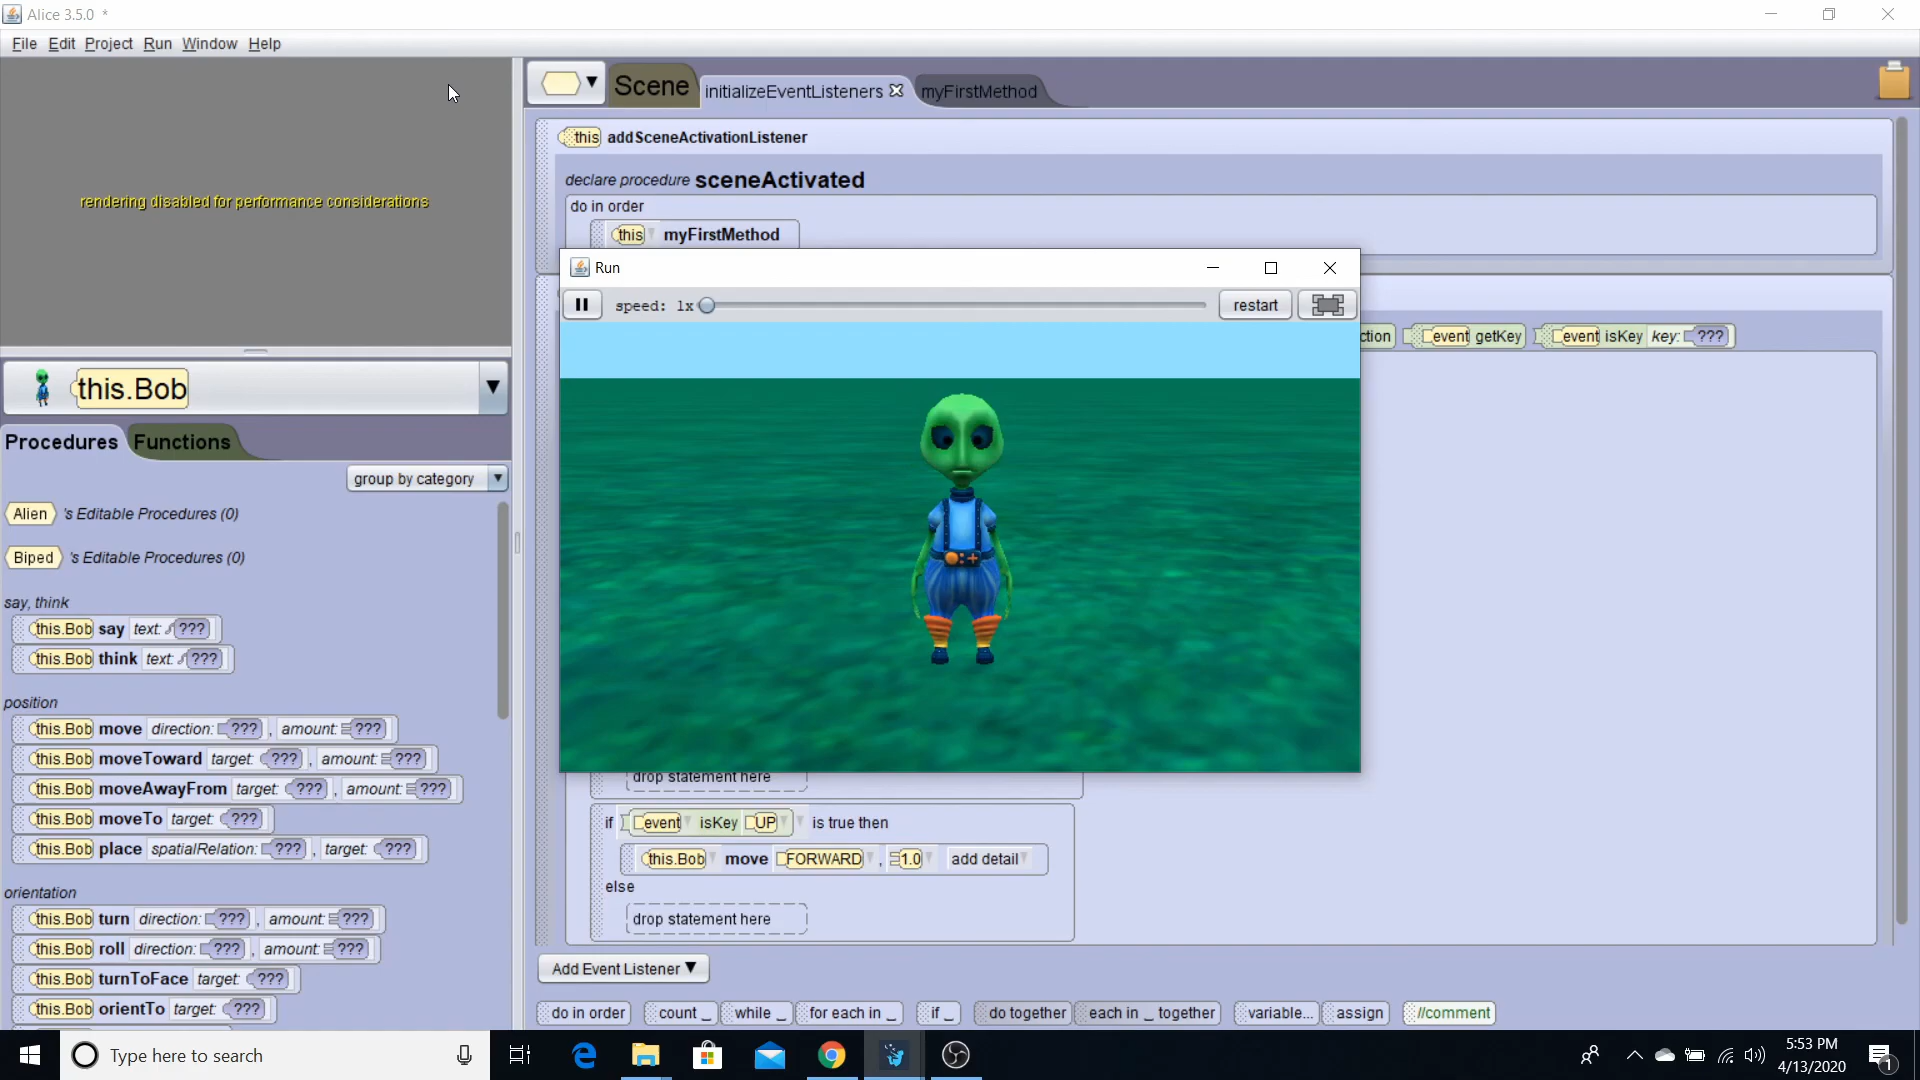 Alice 3.5.0 *
File Edit Project Run Window Help
rendering disabled for performance considerations
this.Bob
Procedures Functions
group by category
Alien 's Editable Procedures (0)
Biped 's Editable Procedures (0)
say, think
this.Bob say text: ???
this.Bob think text: ???
position
this.Bob move direction: ??? , amount: ???
this.Bob moveToward target: ??? , amount: ???
this.Bob moveAwayFrom target: ??? , amount: ???
this.Bob moveTo target: ???
this.Bob place spatialRelation: ??? , target: ???
orientation
this.Bob turn direction: ??? , amount: ???
this.Bob roll direction: ??? , amount: ???
this.Bob turnToFace target: ???
this.Bob orientTo target: ???
Scene initializeEventListeners myFirstMethod
this addSceneActivationListener
declare procedure sceneActivated
do in order
this myFirstMethod
Run
speed: 1x restart
ction event getKey event isKey key: ???
drop statement here
if event isKey UP is true then
this.Bob move FORWARD , 1.0 add detail
else
drop statement here
Add Event Listener
do in order count _ while _ for each in _ if _ do together each in _ together variable... assign //comment
Type here to search
5:53 PM
4/13/2020
1